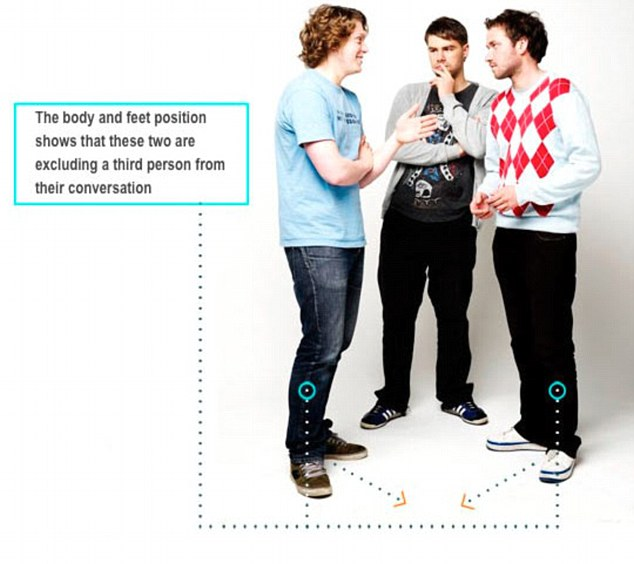 The body and feet position
shows that these two are
excluding a third person from
their conversation